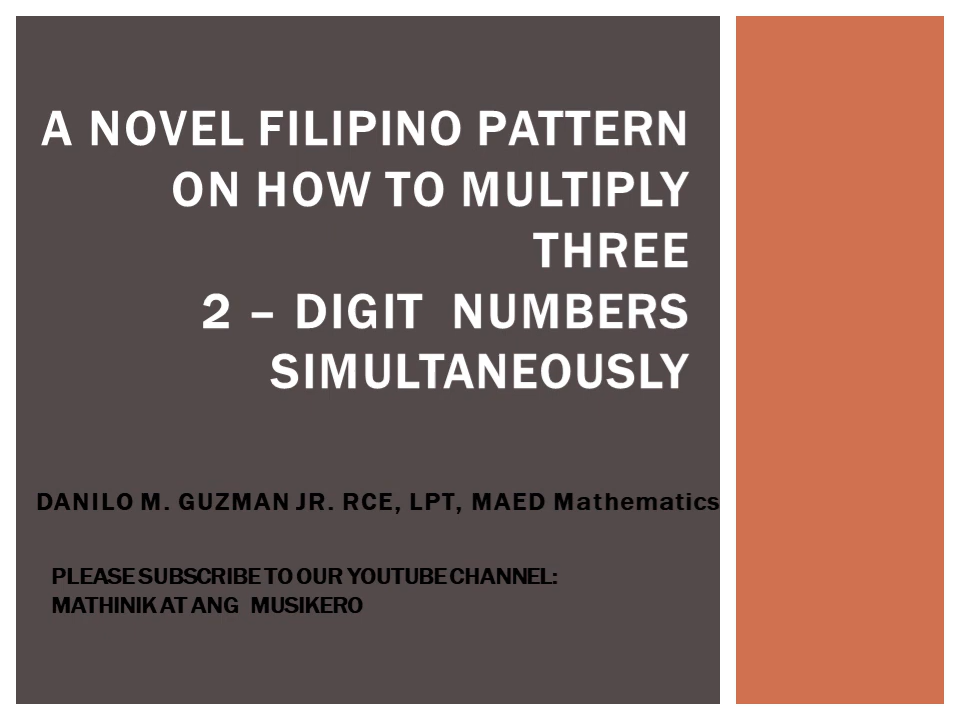 A NOVEL FILIPINO PATTERN
ON HOW TO MULTIPLY
THREE
2 – DIGIT NUMBERS
SIMULTANEOUSLY
DANILO M. GUZMAN JR. RCE, LPT, MAED Mathematics
PLEASE SUBSCRIBE TO OUR YOUTUBE CHANNEL:
MATHINIK AT ANG MUSIKERO